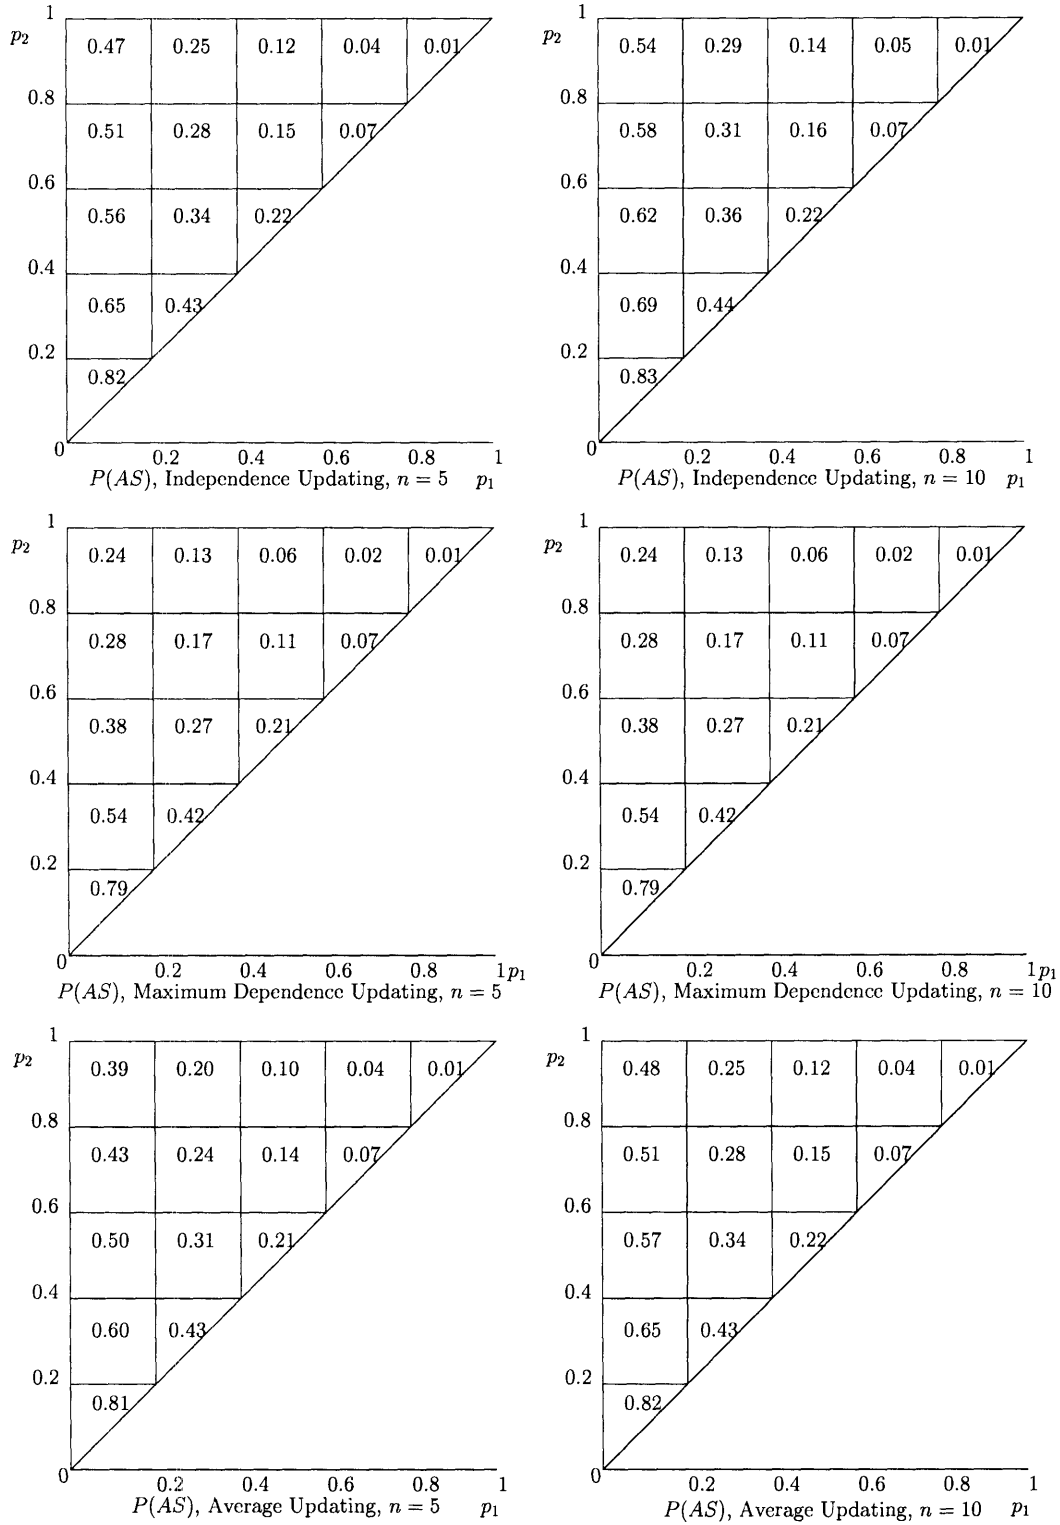 1 1
p2 0.47 0.25 0.12 0.04 0.01 p2 0.54 0.29 0.14 0.05 0.01
0.8 0.8
0.51 0.28 0.15 0.07 0.58 0.31 0.16 0.07
0.6 0.6
0.56 0.34 0.22 0.62 0.36 0.22
0.4 0.4
0.65 0.43 0.69 0.44
0.2 0.2
0.82 0.83
0 0.2 0.4 0.6 0.8 1 0 0.2 0.4 0.6 0.8 1
P(AS), Independence Updating, n = 5 p1 P(AS), Independence Updating, n = 10 p1
1 1
p2 0.24 0.13 0.06 0.02 0.01 p2 0.24 0.13 0.06 0.02 0.01
0.8 0.8
0.28 0.17 0.11 0.07 0.28 0.17 0.11 0.07
0.6 0.6
0.38 0.27 0.21 0.38 0.27 0.21
0.4 0.4
0.54 0.42 0.54 0.42
0.2 0.2
0.79 0.79
0 0.2 0.4 0.6 0.8 1 p1 0 0.2 0.4 0.6 0.8 1 p1
P(AS), Maximum Dependence Updating, n = 5 P(AS), Maximum Dependence Updating, n = 10
1 1
p2 0.39 0.20 0.10 0.04 0.01 p2 0.48 0.25 0.12 0.04 0.01
0.8 0.8
0.43 0.24 0.14 0.07 0.51 0.28 0.15 0.07
0.6 0.6
0.50 0.31 0.21 0.57 0.34 0.22
0.4 0.4
0.60 0.43 0.65 0.43
0.2 0.2
0.81 0.82
0 0.2 0.4 0.6 0.8 1 0 0.2 0.4 0.6 0.8 1
P(AS), Average Updating, n = 5 p1 P(AS), Average Updating, n = 10 p1